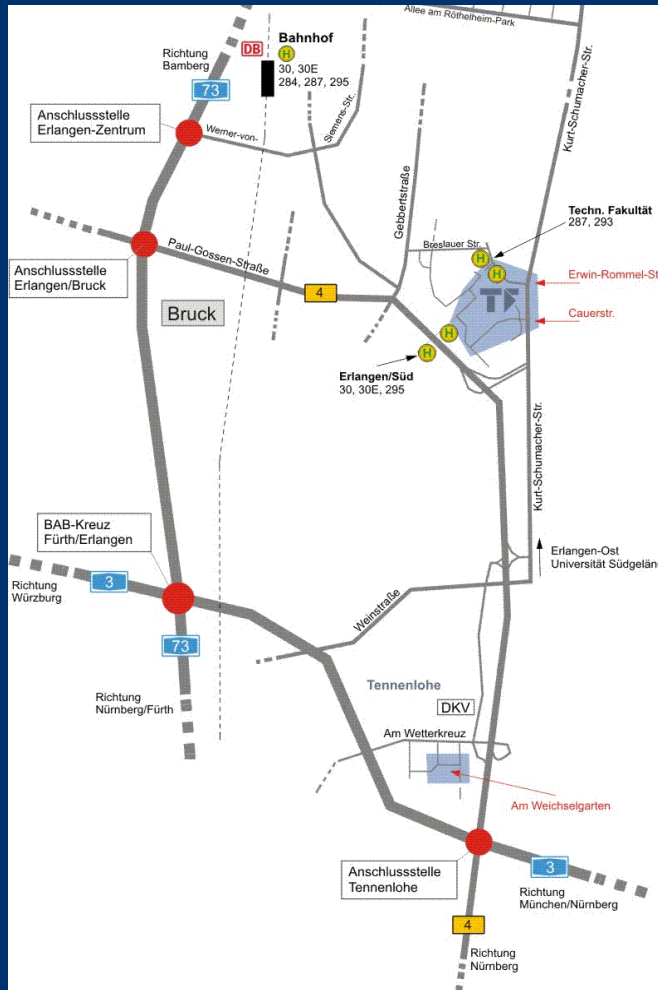 Allee am Röthelheim-Park
Richtung
Bamberg
DB
H
Bahnhof
30, 30E
284, 287, 295
73
Kurt-Schumacher-Str.
Anschlussstelle
Erlangen-Zentrum
Werner-von-
Siemens-Str.
Gebbertstraße
Techn. Fakultät
287, 293
Breslauer Str.
H
H
Paul-Gossen-Straße
Erwin-Rommel-St
Anschlussstelle
Erlangen/Bruck
4
TF
Bruck
Cauerstr.
H
H
Erlangen/Süd
30, 30E, 295
Kurt-Schumacher-Str.
BAB-Kreuz
Fürth/Erlangen
Erlangen-Ost
Universität Südgelän
3
Richtung
Würzburg
Weinstraße
73
Tennenlohe
Richtung
Nürnberg/Fürth
DKV
Am Wetterkreuz
Am Weichselgarten
Anschlussstelle
Tennenlohe
3
Richtung
München/Nürnberg
4
Richtung
Nürnberg